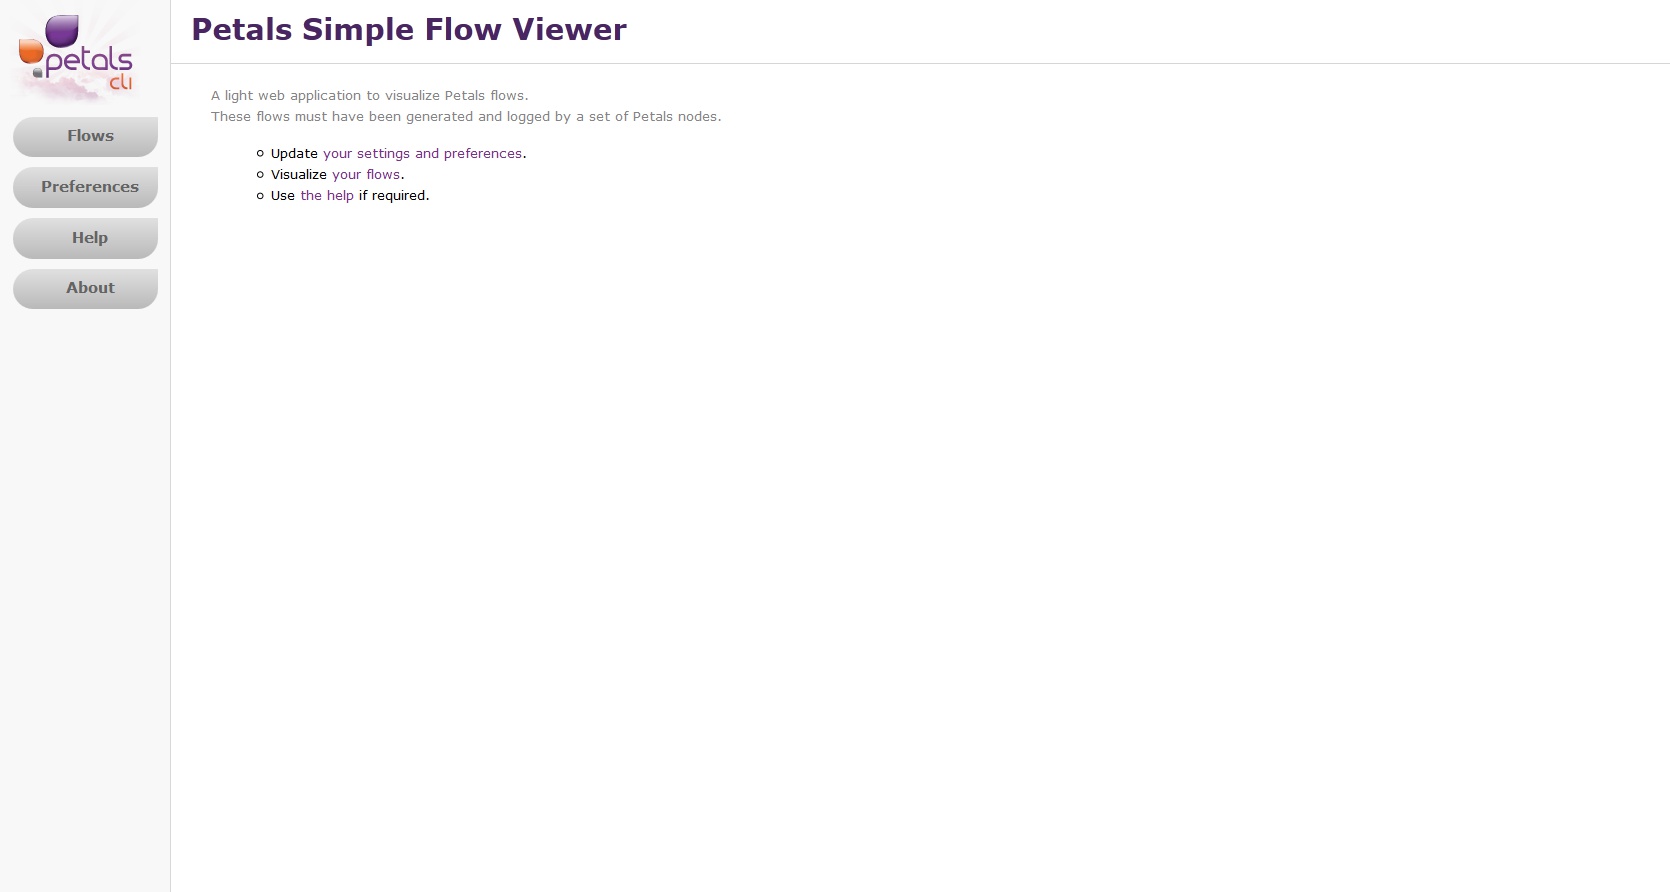 petals
cli
Flows
Preferences
Help
About
Petals Simple Flow Viewer
A light web application to visualize Petals flows.
These flows must have been generated and logged by a set of Petals nodes.
Update your settings and preferences.
Visualize your flows.
Use the help if required.